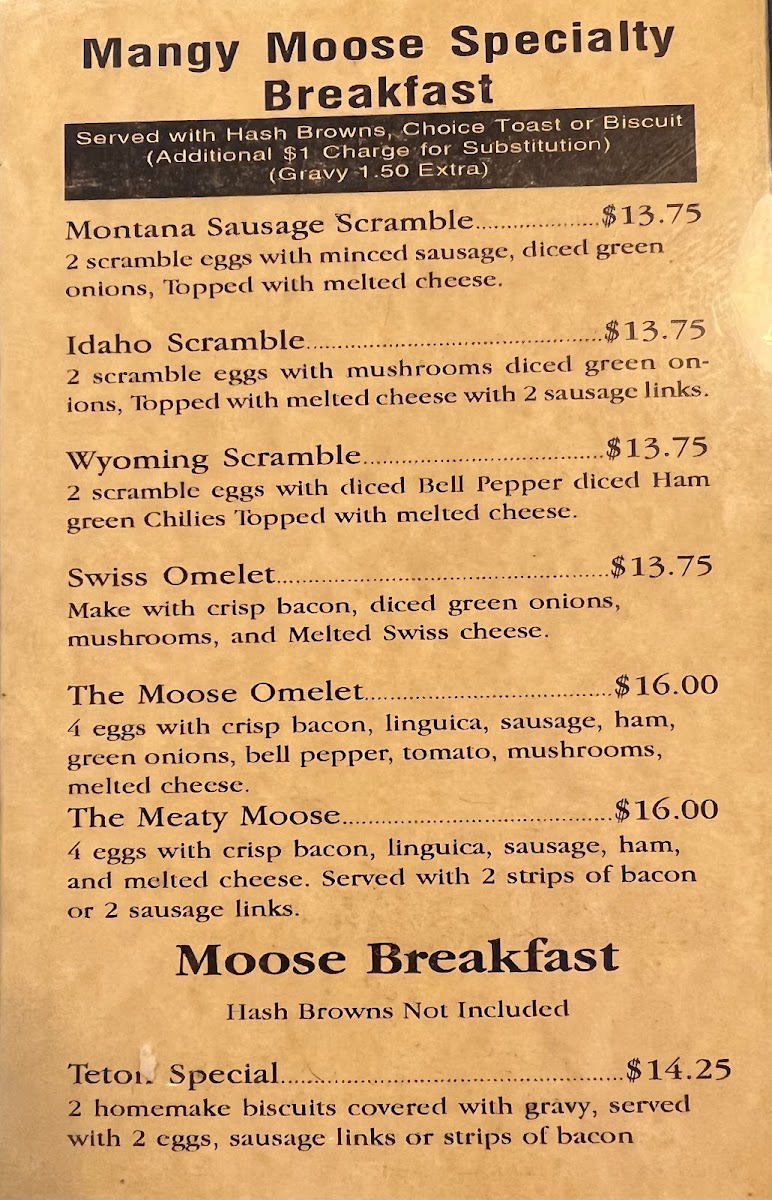 Mangy Moose Specialty
Breakfast
Served with Hash Browns, Choice Toast or Biscuit
(Additional $1 Charge for Substitution)
(Gravy 1.50 Extra)
Montana Sausage Scramble...................$13.75
2 scramble eggs with minced sausage, diced green
onions, Topped with melted cheese.
Idaho Scramble.............................................$13.75
2 scramble eggs with mushrooms diced green on-
ions, Topped with melted cheese with 2 sausage links.
Wyoming Scramble.....................................$13.75
2 scramble eggs with diced Bell Pepper diced Ham
green Chilies Topped with melted cheese.
Swiss Omelet..................................................$13.75
Make with crisp bacon, diced green onions,
mushrooms, and Melted Swiss cheese.
The Moose Omelet.....................................$16.00
4 eggs with crisp bacon, linguica, sausage, ham,
green onions, bell pepper, tomato, mushrooms,
melted cheese.
The Meaty Moose.........................................$16.00
4 eggs with crisp bacon, linguica, sausage, ham,
and melted cheese. Served with 2 strips of bacon
or 2 sausage links.
Moose Breakfast
Hash Browns Not Included
Teton Special....................................................$14.25
2 homemake biscuits covered with gravy, served
with 2 eggs, sausage links or strips of bacon